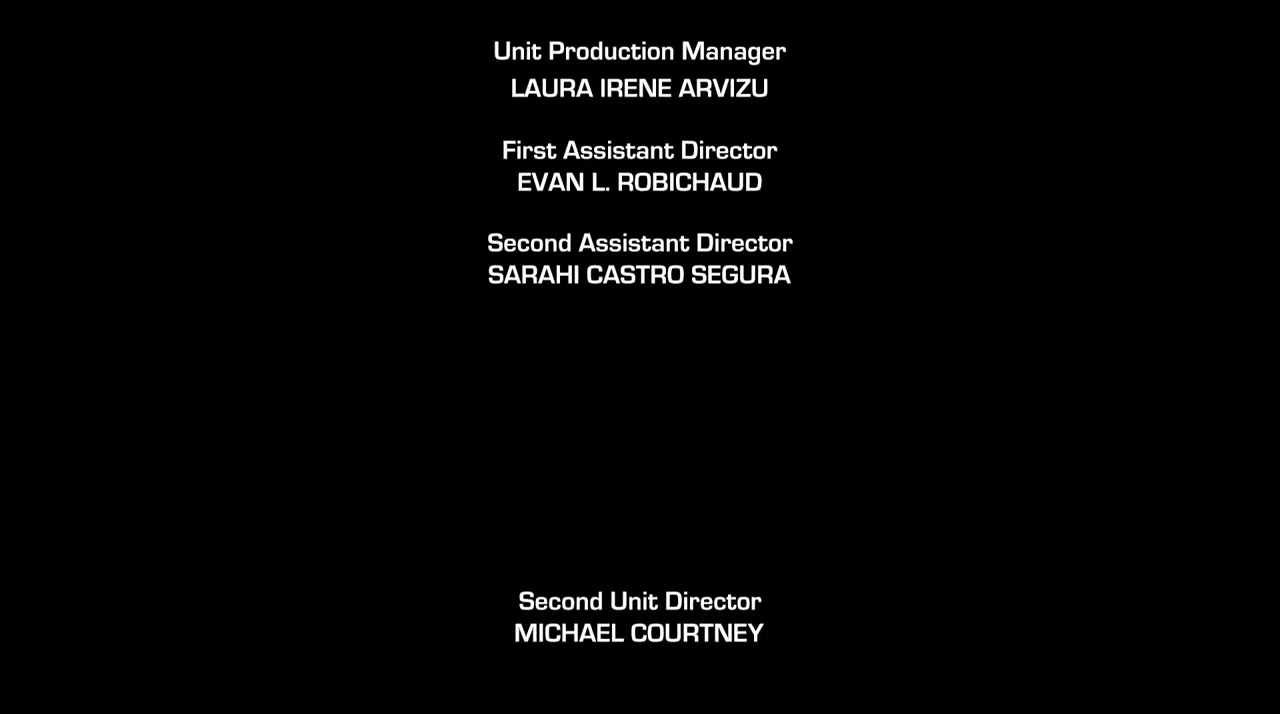 Unit Production Manager
LAURA IRENE ARVIZU
First Assistant Director
EVAN L. ROBICHAUD
Second Assistant Director
SARAHI CASTRO SEGURA
Second Unit Director
MICHAEL COURTNEY